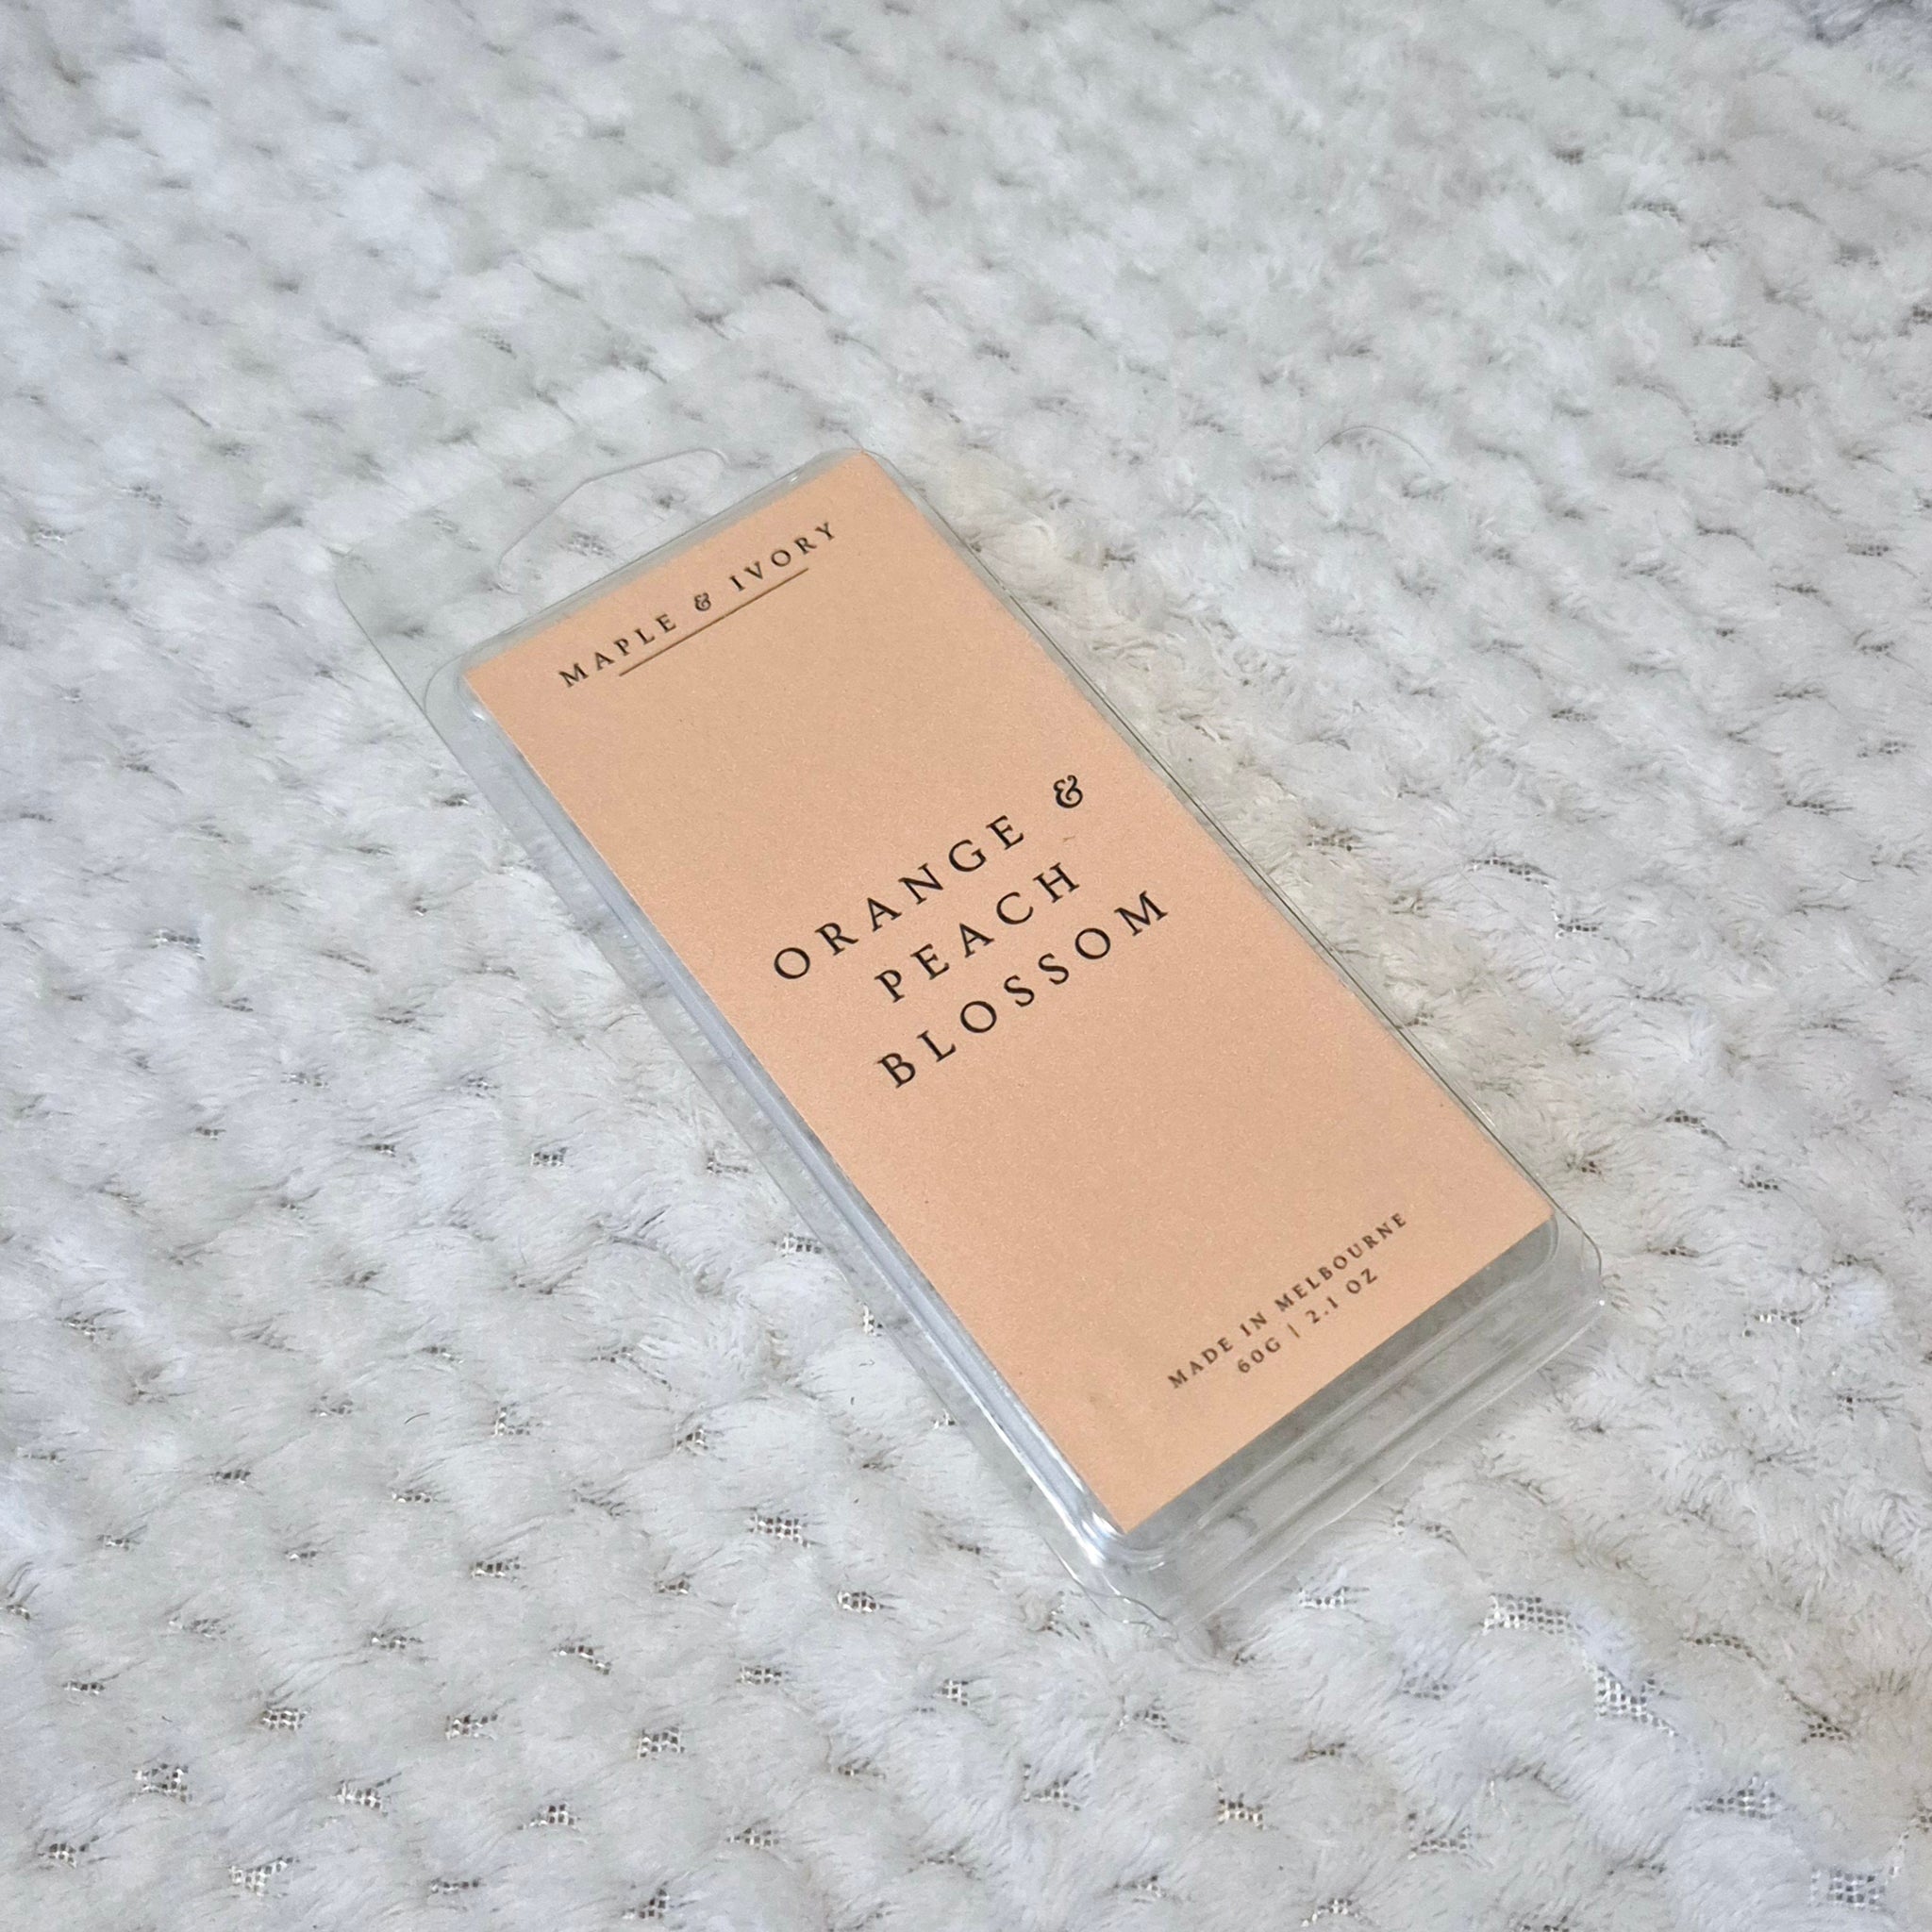 MAPLE & IVORY
ORANGE &
PEACH
BLOSSOM
MADE IN MELBOURNE
60G | 2.1 OZ